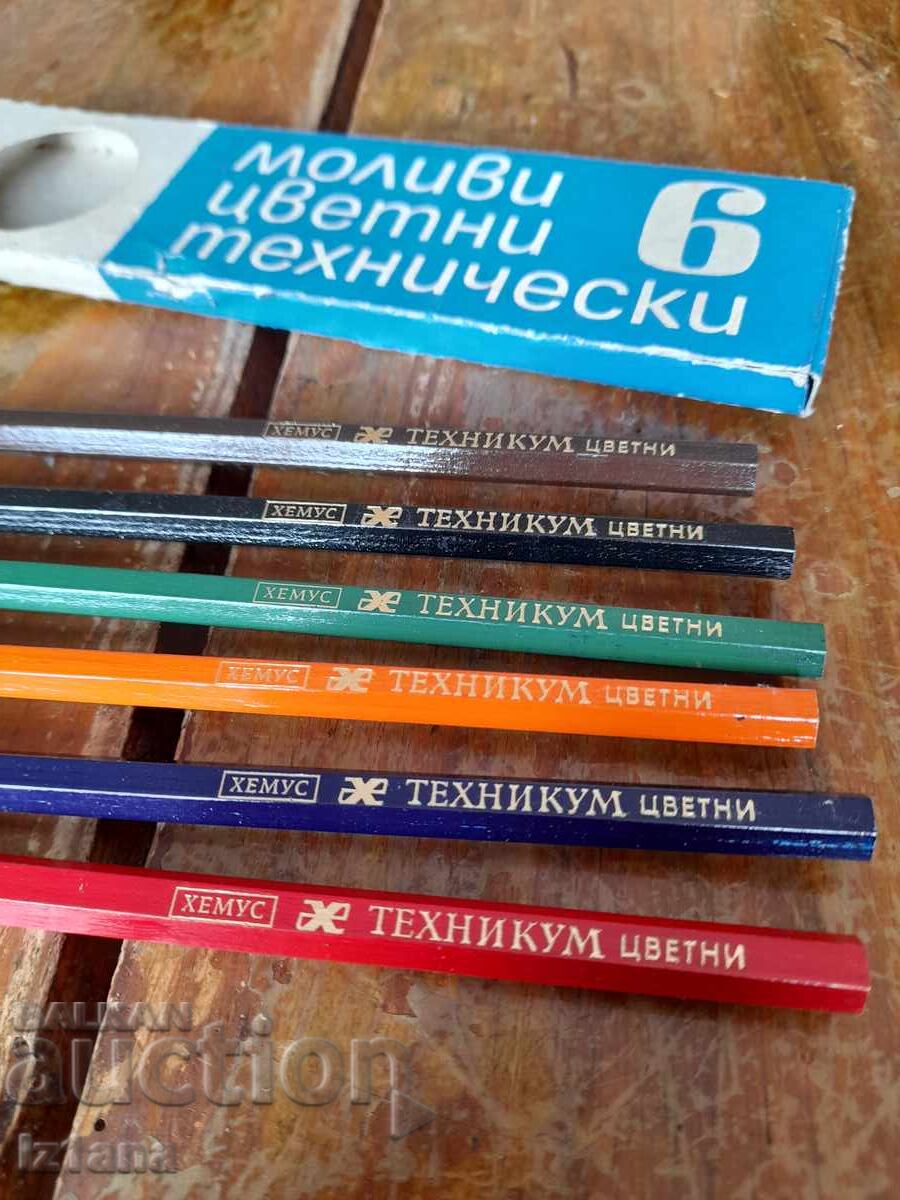 моливи
цветни
технически
6
ХЕМУС ТЕХНИКУМ ЦВЕТНИ
ХЕМУС ТЕХНИКУМ ЦВЕТНИ
ХЕМУС ТЕХНИКУМ ЦВЕТНИ
ХЕМУС ТЕХНИКУМ ЦВЕТНИ
ХЕМУС ТЕХНИКУМ ЦВЕТНИ
ХЕМУС ТЕХНИКУМ ЦВЕТНИ
BALKAN
auction
iztana